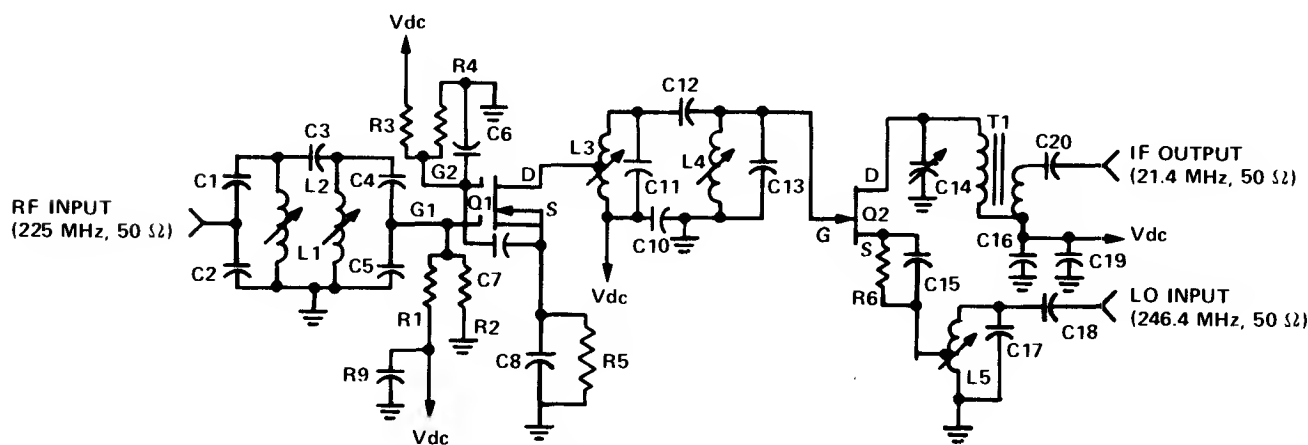 Vdc
R4
R3
C6
C12
T1
C20
IF OUTPUT
(21.4 MHz, 50 Ω)
C3
L2
C1
C4
G2
D
Q1
S
L3
C11
L4
C13
D
C14
RF INPUT
(225 MHz, 50 Ω)
G1
Q2
G
S
C10
C16
C19
Vdc
C2
L1
C5
C7
R1
R2
Vdc
R6
C15
LO INPUT
(246.4 MHz, 50 Ω)
C18
C17
R9
C8
R5
L5
Vdc